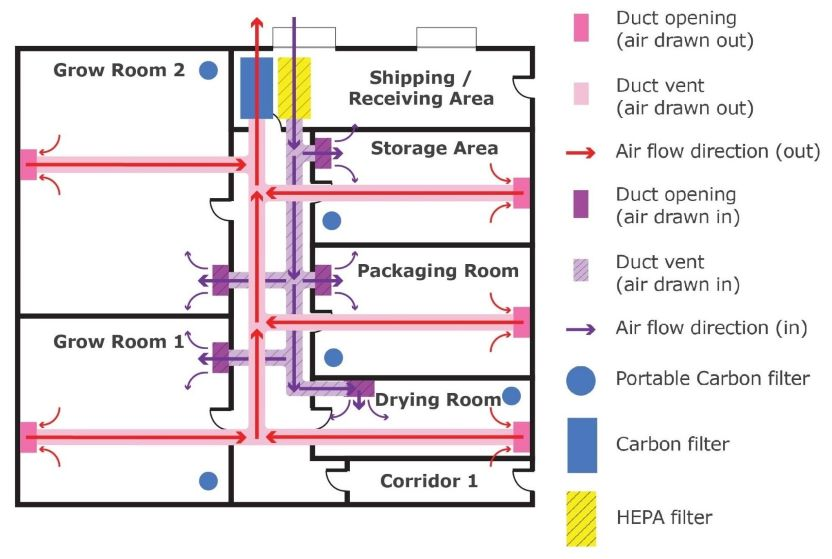 Grow Room 2
Shipping /
Receiving Area
Storage Area
Packaging Room
Grow Room 1
Drying Room
Corridor 1
Duct opening
(air drawn out)
Duct vent
(air drawn out)
Air flow direction (out)
Duct opening
(air drawn in)
Duct vent
(air drawn in)
Air flow direction (in)
Portable Carbon filter
Carbon filter
HEPA filter